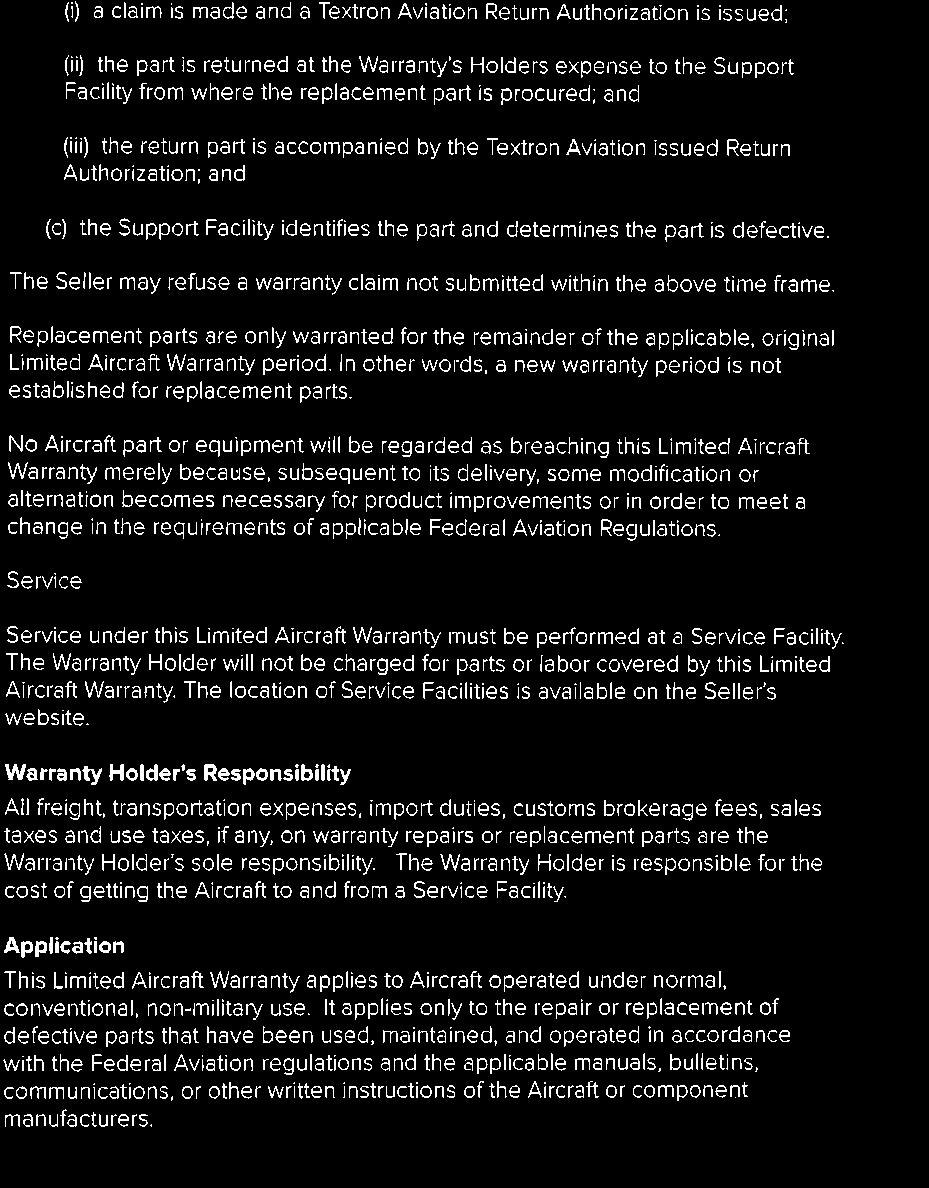 (i) a claim is made and a Textron Aviation Return Authorization is issued;
(ii) the part is returned at the Warranty's Holders expense to the Support
Facility from where the replacement part is procured; and
(iii) the return part is accompanied by the Textron Aviation issued Return
Authorization; and
(c) the Support Facility identifies the part and determines the part is defective.
The Seller may refuse a warranty claim not submitted within the above time frame.
Replacement parts are only warranted for the remainder of the applicable, original
Limited Aircraft Warranty period. In other words, a new warranty period is not
established for replacement parts.
No Aircraft part or equipment will be regarded as breaching this Limited Aircraft
Warranty merely because, subsequent to its delivery, some modification or
alternation becomes necessary for product improvements or in order to meet a
change in the requirements of applicable Federal Aviation Regulations.
Service
Service under this Limited Aircraft Warranty must be performed at a Service Facility.
The Warranty Holder will not be charged for parts or labor covered by this Limited
Aircraft Warranty. The location of Service Facilities is available on the Seller's
website.
Warranty Holder's Responsibility
All freight, transportation expenses, import duties, customs brokerage fees, sales
taxes and use taxes, if any, on warranty repairs or replacement parts are the
Warranty Holder's sole responsibility. The Warranty Holder is responsible for the
cost of getting the Aircraft to and from a Service Facility.
Application
This Limited Aircraft Warranty applies to Aircraft operated under normal,
conventional, non-military use. It applies only to the repair or replacement of
defective parts that have been used, maintained, and operated in accordance
with the Federal Aviation regulations and the applicable manuals, bulletins,
communications, or other written instructions of the Aircraft or component
manufacturers.